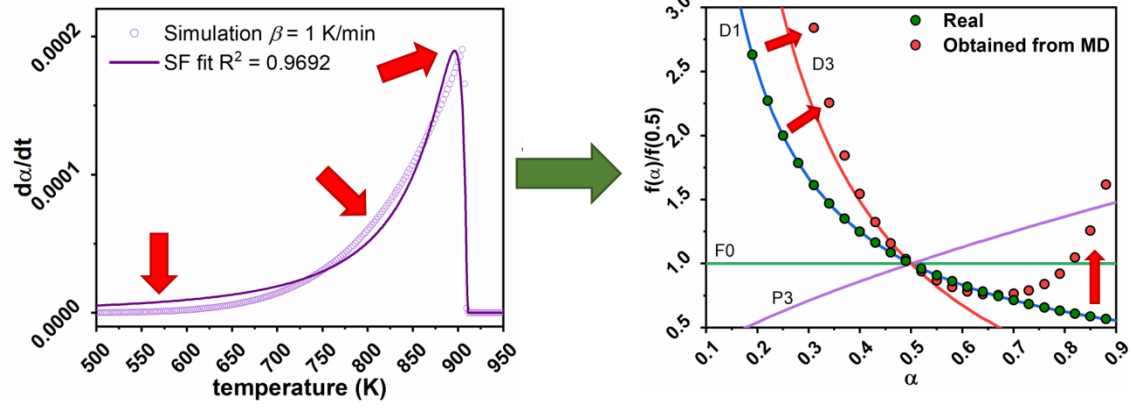 Simulation β = 1 K/min
SF fit R² = 0.9692
dα/dt
0.0002
0.0001
0.0000
500 550 600 650 700 750 800 850 900 950
temperature (K)
Real
Obtained from MD
D1
D3
F0
P3
f(α)/f(0.5)
3.0
2.5
2.0
1.5
1.0
0.5
0.1 0.2 0.3 0.4 0.5 0.6 0.7 0.8 0.9
α